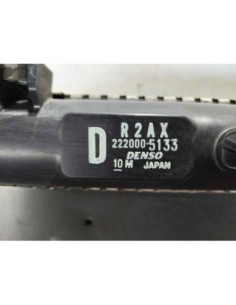 D R2AX
222000-5133
DENSO
10 M JAPAN